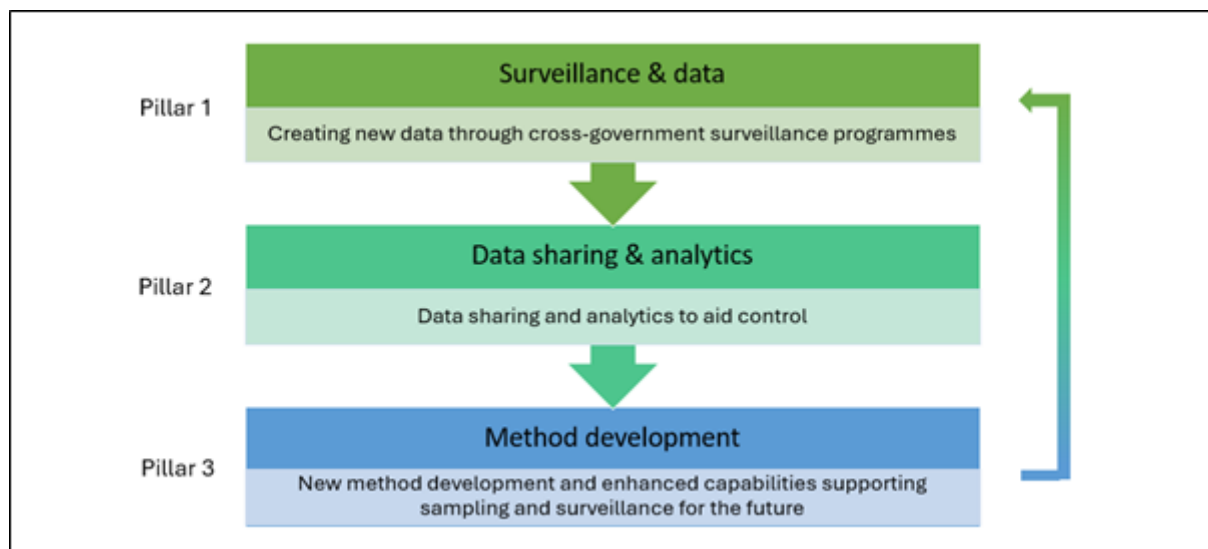 Surveillance & data
Pillar 1
Creating new data through cross-government surveillance programmes
Data sharing & analytics
Pillar 2
Data sharing and analytics to aid control
Method development
Pillar 3
New method development and enhanced capabilities supporting
sampling and surveillance for the future